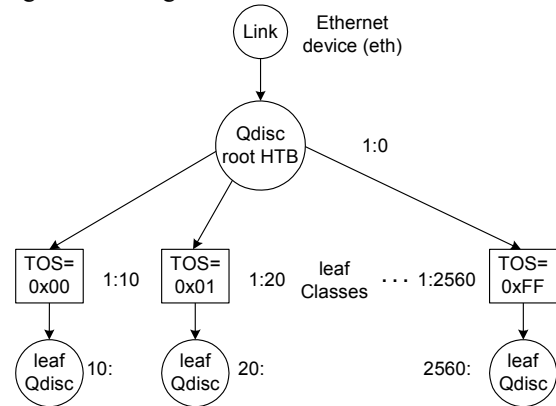 Link
Ethernet
device (eth)
Qdisc
root HTB
1:0
TOS=
0x00
1:10
TOS=
0x01
1:20
leaf
Classes
· · · 1:2560
TOS=
0xFF
leaf
Qdisc
10:
leaf
Qdisc
20:
2560:
leaf
Qdisc